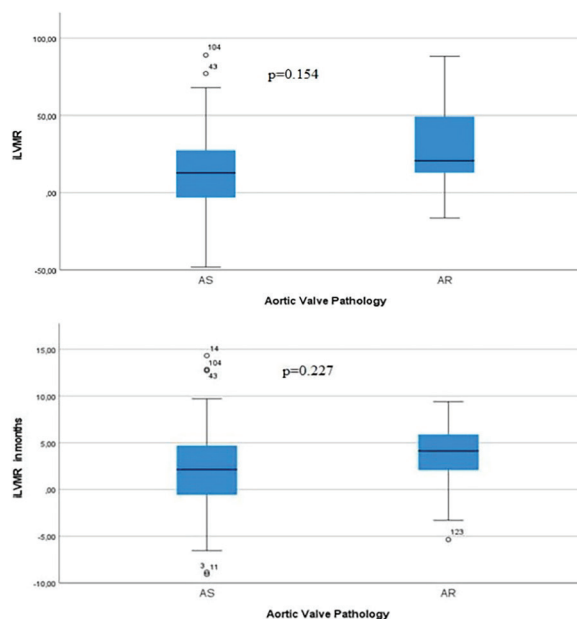 100,00
104
43
p=0.154
50,00
iLVMR
,00
-50,00
AS AR
Aortic Valve Pathology
15,00
14
104
43
p=0.227
10,00
iLVMR in months
5,00
,00
-5,00
123
3 11
-10,00
AS AR
Aortic Valve Pathology